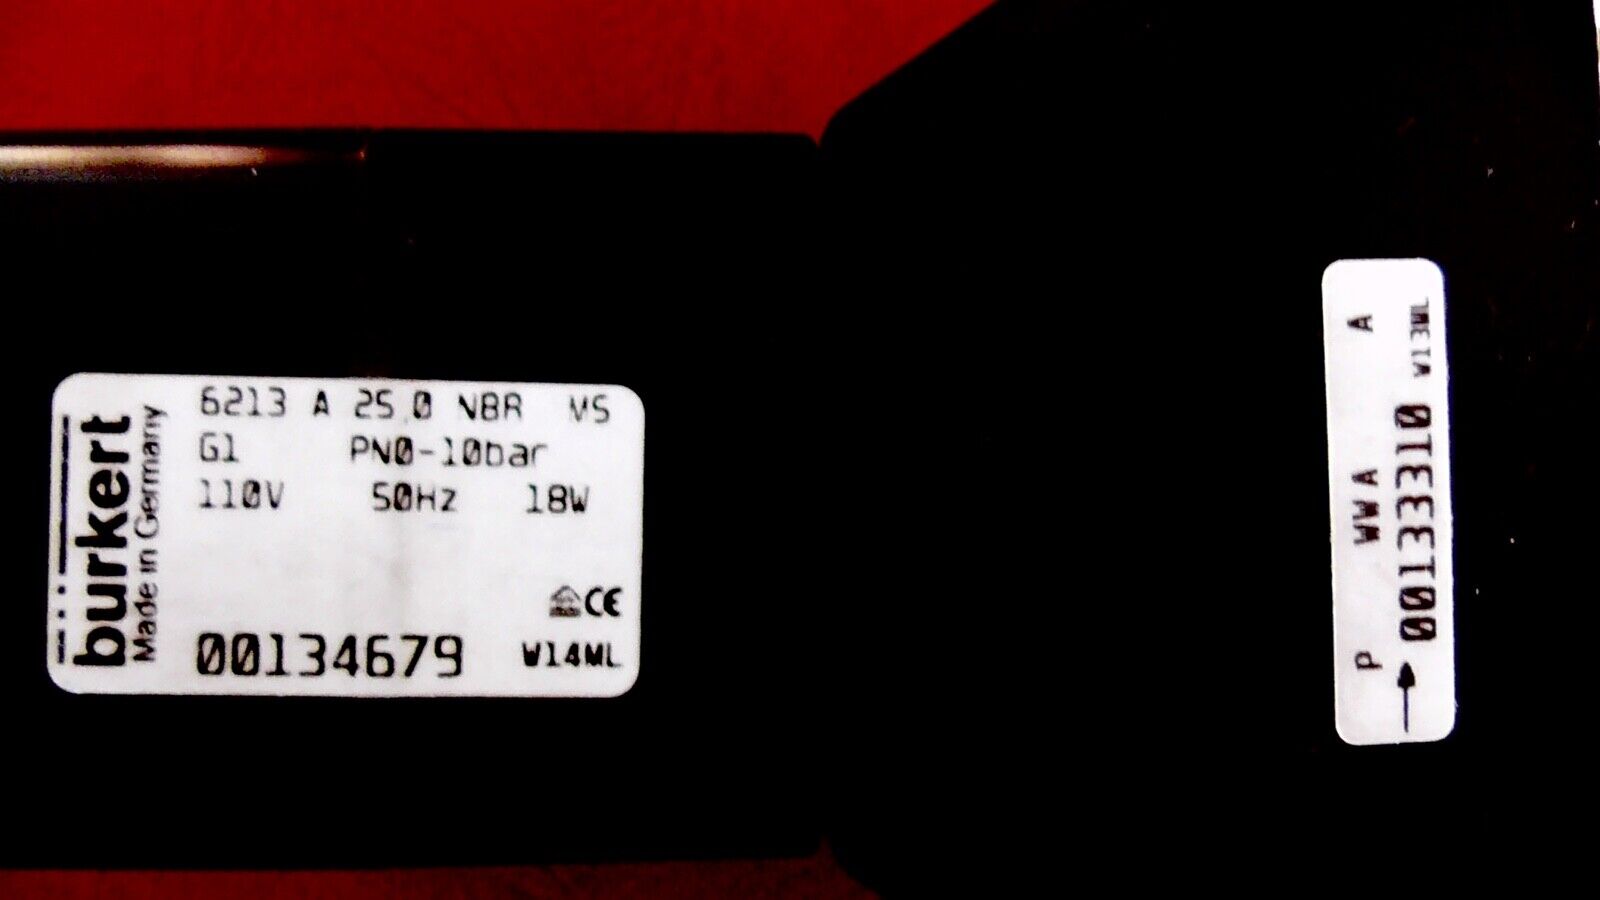 burkert
Made in Germany
6213 A 25,0 NBR MS
G1 PN0-10bar
110V 50Hz 18W
CE
00134679 W14ML
P WWA A
00133310 W13ML